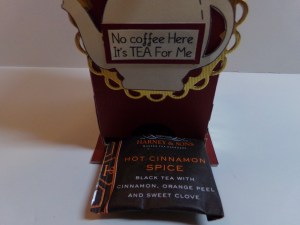 No coffee Here
It's TEA For Me
HARNEY & SONS
HOT CINNAMON
SPICE
BLACK TEA WITH
CINNAMON, ORANGE PEEL
AND SWEET CLOVE